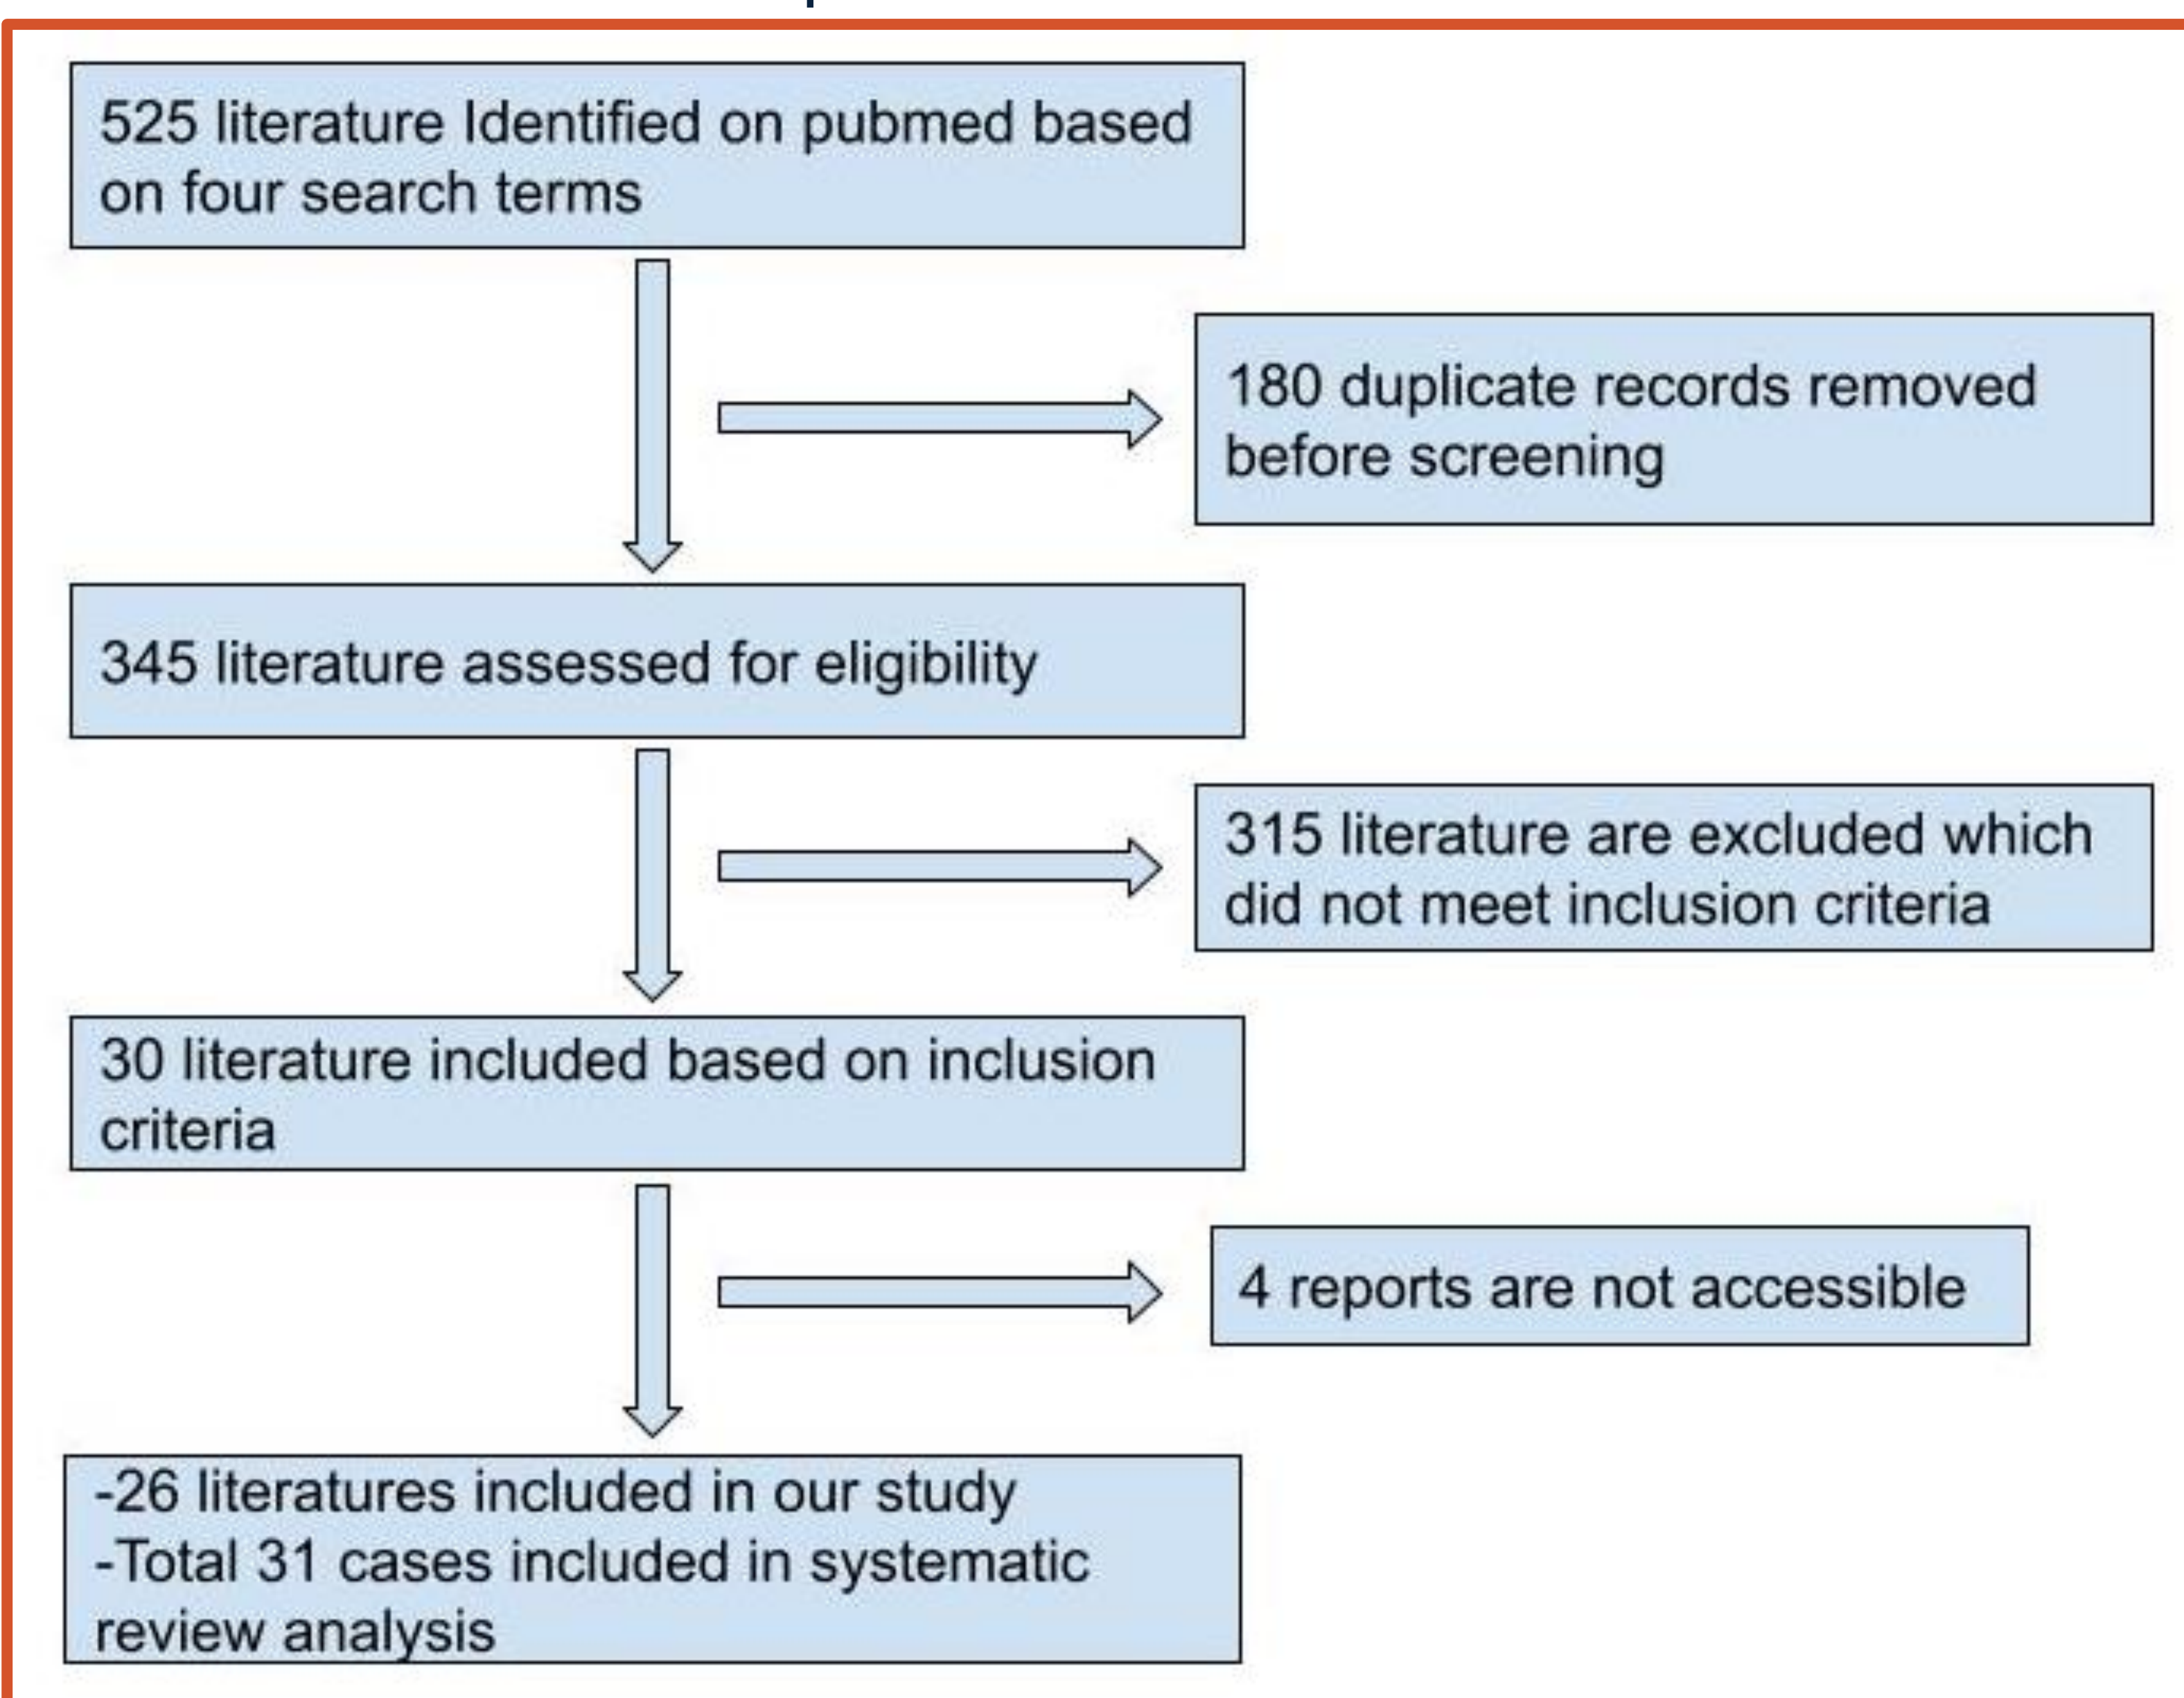 525 literature Identified on pubmed based
on four search terms
180 duplicate records removed
before screening
345 literature assessed for eligibility
315 literature are excluded which
did not meet inclusion criteria
30 literature included based on inclusion
criteria
4 reports are not accessible
-26 literatures included in our study
-Total 31 cases included in systematic
review analysis